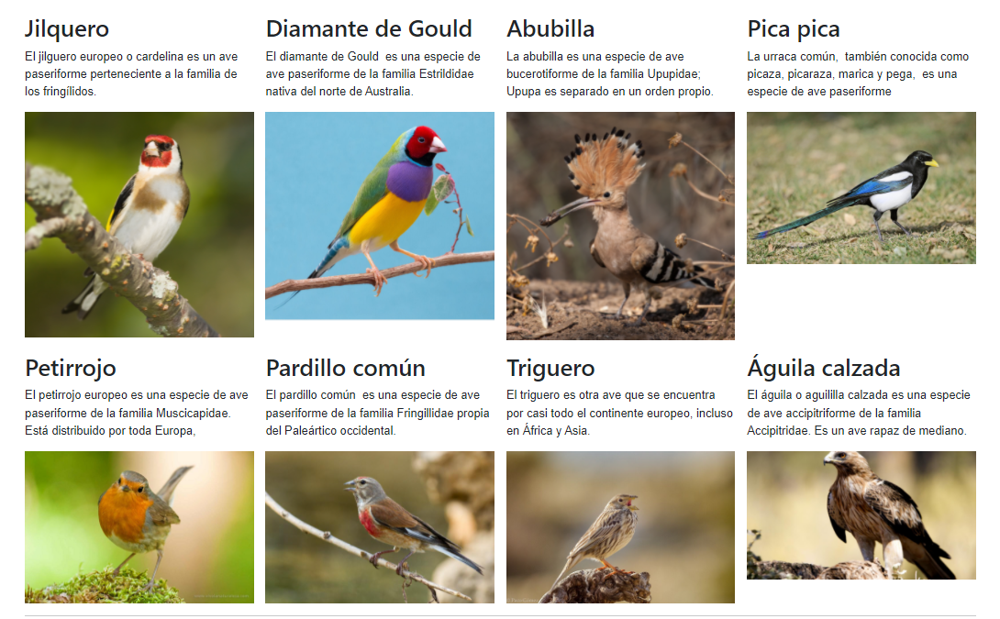 Jilquero
El jilguero europeo o cardelina es un ave
paseriforme perteneciente a la familia de
los fringílidos.
Diamante de Gould
El diamante de Gould es una especie de
ave paseriforme de la familia Estrildidae
nativa del norte de Australia.
Abubilla
La abubilla es una especie de ave
bucerotiforme de la familia Upupidae;
Upupa es separado en un orden propio.
Pica pica
La urraca común, también conocida como
picaza, picaraza, marica y pega, es una
especie de ave paseriforme
Petirrojo
El petirrojo europeo es una especie de ave
paseriforme de la familia Muscicapidae.
Está distribuido por toda Europa,
Pardillo común
El pardillo común es una especie de ave
paseriforme de la familia Fringillidae propia
del Paleártico occidental.
Triguero
El triguero es otra ave que se encuentra
por casi todo el continente europeo, incluso
en África y Asia.
Águila calzada
El águila o aguililla calzada es una especie
de ave accipitriforme de la familia
Accipitridae. Es un ave rapaz de mediano.